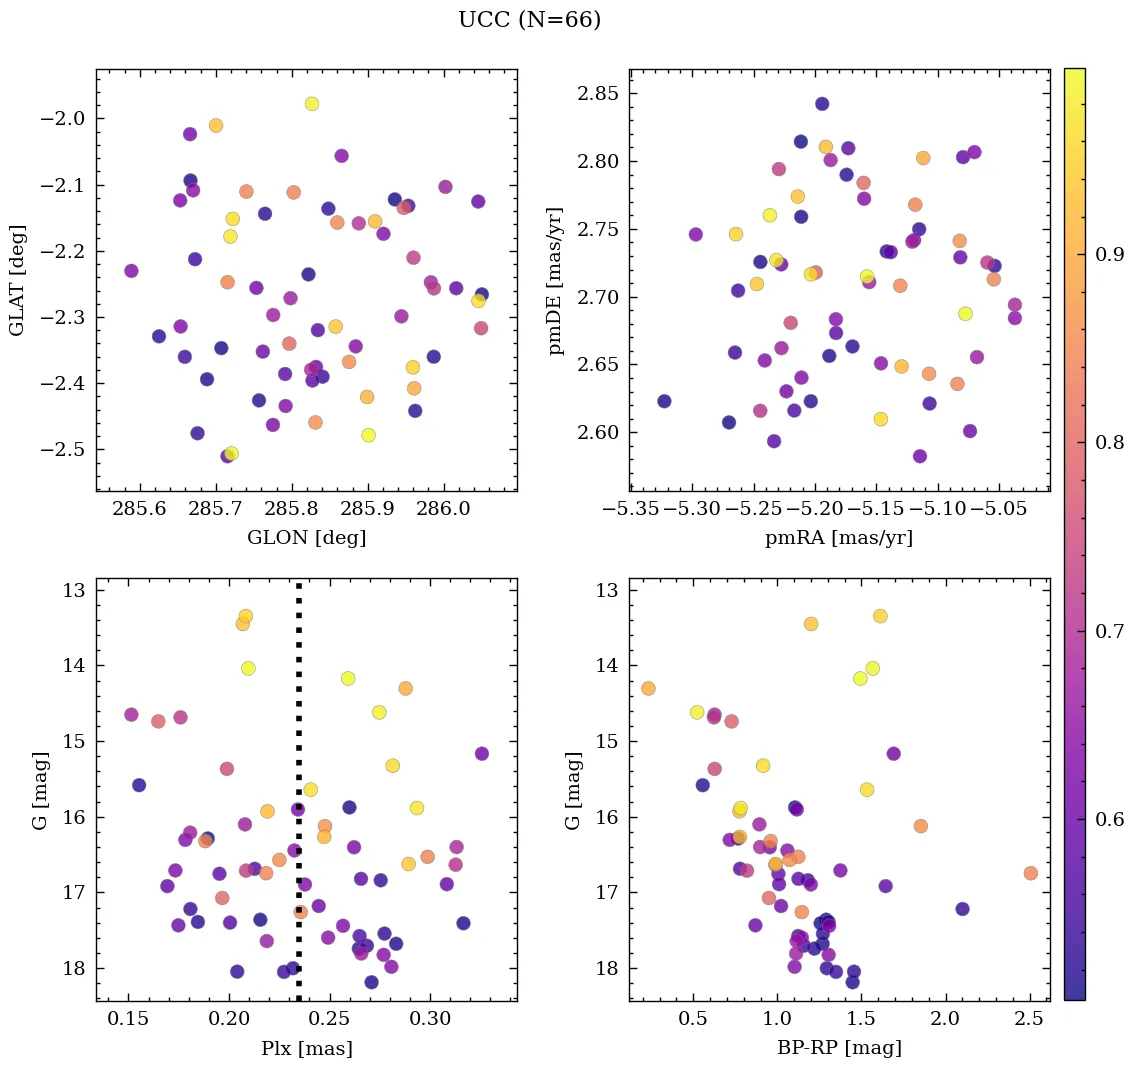 UCC (N=66)
−2.0
−2.1
−2.2
−2.3
−2.4
−2.5
GLAT [deg]
285.6 285.7 285.8 285.9 286.0
GLON [deg]
2.85
2.80
2.75
2.70
2.65
2.60
pmDE [mas/yr]
−5.35 −5.30 −5.25 −5.20 −5.15 −5.10 −5.05
pmRA [mas/yr]
13
14
15
16
17
18
G [mag]
0.15 0.20 0.25 0.30
Plx [mas]
13
14
15
16
17
18
G [mag]
0.5 1.0 1.5 2.0 2.5
BP-RP [mag]
0.9
0.8
0.7
0.6